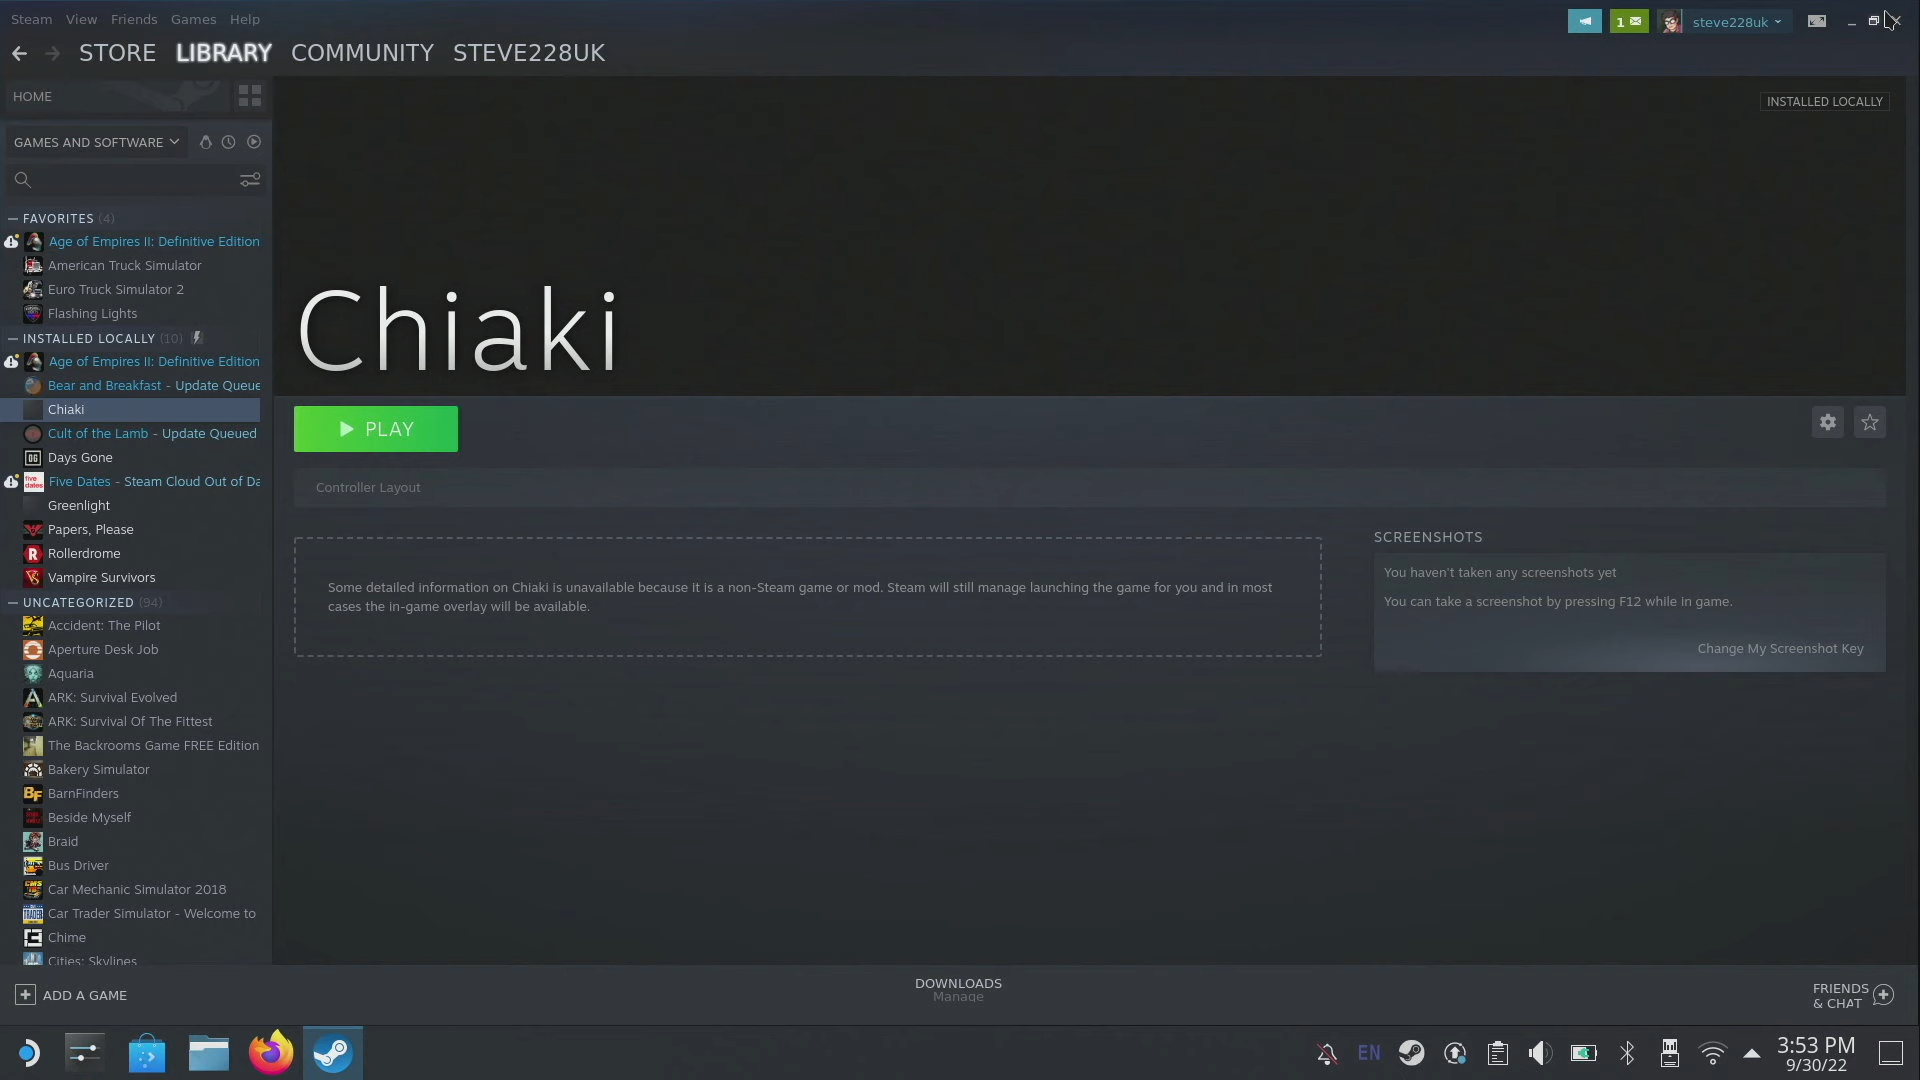 Steam View Friends Games Help
1
steve228uk
STORE LIBRARY COMMUNITY STEVE228UK
HOME
INSTALLED LOCALLY
GAMES AND SOFTWARE
FAVORITES (4)
Age of Empires II: Definitive Edition
American Truck Simulator
Euro Truck Simulator 2
Flashing Lights
INSTALLED LOCALLY (10)
Age of Empires II: Definitive Edition
Bear and Breakfast - Update Queue
Chiaki
Cult of the Lamb - Update Queued
Days Gone
Five Dates - Steam Cloud Out of Da
Greenlight
Papers, Please
Rollerdrome
Vampire Survivors
UNCATEGORIZED (94)
Accident: The Pilot
Aperture Desk Job
Aquaria
ARK: Survival Evolved
ARK: Survival Of The Fittest
The Backrooms Game FREE Edition
Bakery Simulator
BarnFinders
Beside Myself
Braid
Bus Driver
Car Mechanic Simulator 2018
Car Trader Simulator - Welcome to
Chime
Cities: Skylines
Chiaki
PLAY
Controller Layout
Some detailed information on Chiaki is unavailable because it is a non-Steam game or mod. Steam will still manage launching the game for you and in most
cases the in-game overlay will be available.
SCREENSHOTS
You haven't taken any screenshots yet
You can take a screenshot by pressing F12 while in game.
Change My Screenshot Key
ADD A GAME
DOWNLOADS
Manage
FRIENDS
& CHAT
EN
3:53 PM
9/30/22